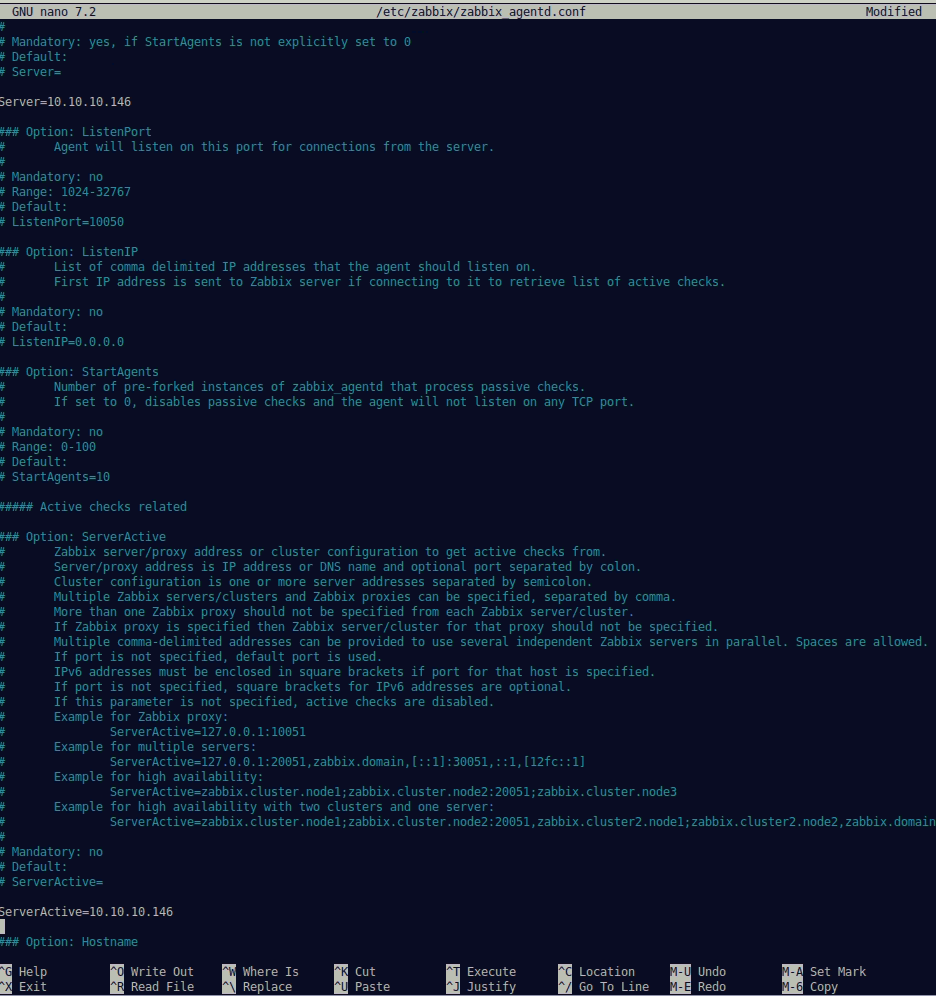 GNU nano 7.2 /etc/zabbix/zabbix_agentd.conf Modified
#
# Mandatory: yes, if StartAgents is not explicitly set to 0
# Default:
# Server=
Server=10.10.10.146
### Option: ListenPort
# Agent will listen on this port for connections from the server.
#
# Mandatory: no
# Range: 1024-32767
# Default:
# ListenPort=10050
### Option: ListenIP
# List of comma delimited IP addresses that the agent should listen on.
# First IP address is sent to Zabbix server if connecting to it to retrieve list of active checks.
#
# Mandatory: no
# Default:
# ListenIP=0.0.0.0
### Option: StartAgents
# Number of pre-forked instances of zabbix_agentd that process passive checks.
# If set to 0, disables passive checks and the agent will not listen on any TCP port.
#
# Mandatory: no
# Range: 0-100
# Default:
# StartAgents=10
##### Active checks related
### Option: ServerActive
# Zabbix server/proxy address or cluster configuration to get active checks from.
# Server/proxy address is IP address or DNS name and optional port separated by colon.
# Cluster configuration is one or more server addresses separated by semicolon.
# Multiple Zabbix servers/clusters and Zabbix proxies can be specified, separated by comma.
# More than one Zabbix proxy should not be specified from each Zabbix server/cluster.
# If Zabbix proxy is specified then Zabbix server/cluster for that proxy should not be specified.
# Multiple comma-delimited addresses can be provided to use several independent Zabbix servers in parallel. Spaces are allowed.
# If port is not specified, default port is used.
# IPv6 addresses must be enclosed in square brackets if port for that host is specified.
# If port is not specified, square brackets for IPv6 addresses are optional.
# If this parameter is not specified, active checks are disabled.
# Example for Zabbix proxy:
# ServerActive=127.0.0.1:10051
# Example for multiple servers:
# ServerActive=127.0.0.1:20051,zabbix.domain,[::1]:30051,::1,[12fc::1]
# Example for high availability:
# ServerActive=zabbix.cluster.node1;zabbix.cluster.node2:20051;zabbix.cluster.node3
# Example for high availability with two clusters and one server:
# ServerActive=zabbix.cluster.node1;zabbix.cluster.node2:20051,zabbix.cluster2.node1;zabbix.cluster2.node2,zabbix.domain
#
# Mandatory: no
# Default:
# ServerActive=
ServerActive=10.10.10.146
### Option: Hostname
^G Help ^O Write Out ^W Where Is ^K Cut ^T Execute ^C Location M-U Undo M-A Set Mark
^X Exit ^R Read File ^\ Replace ^U Paste ^J Justify ^/ Go To Line M-E Redo M-6 Copy